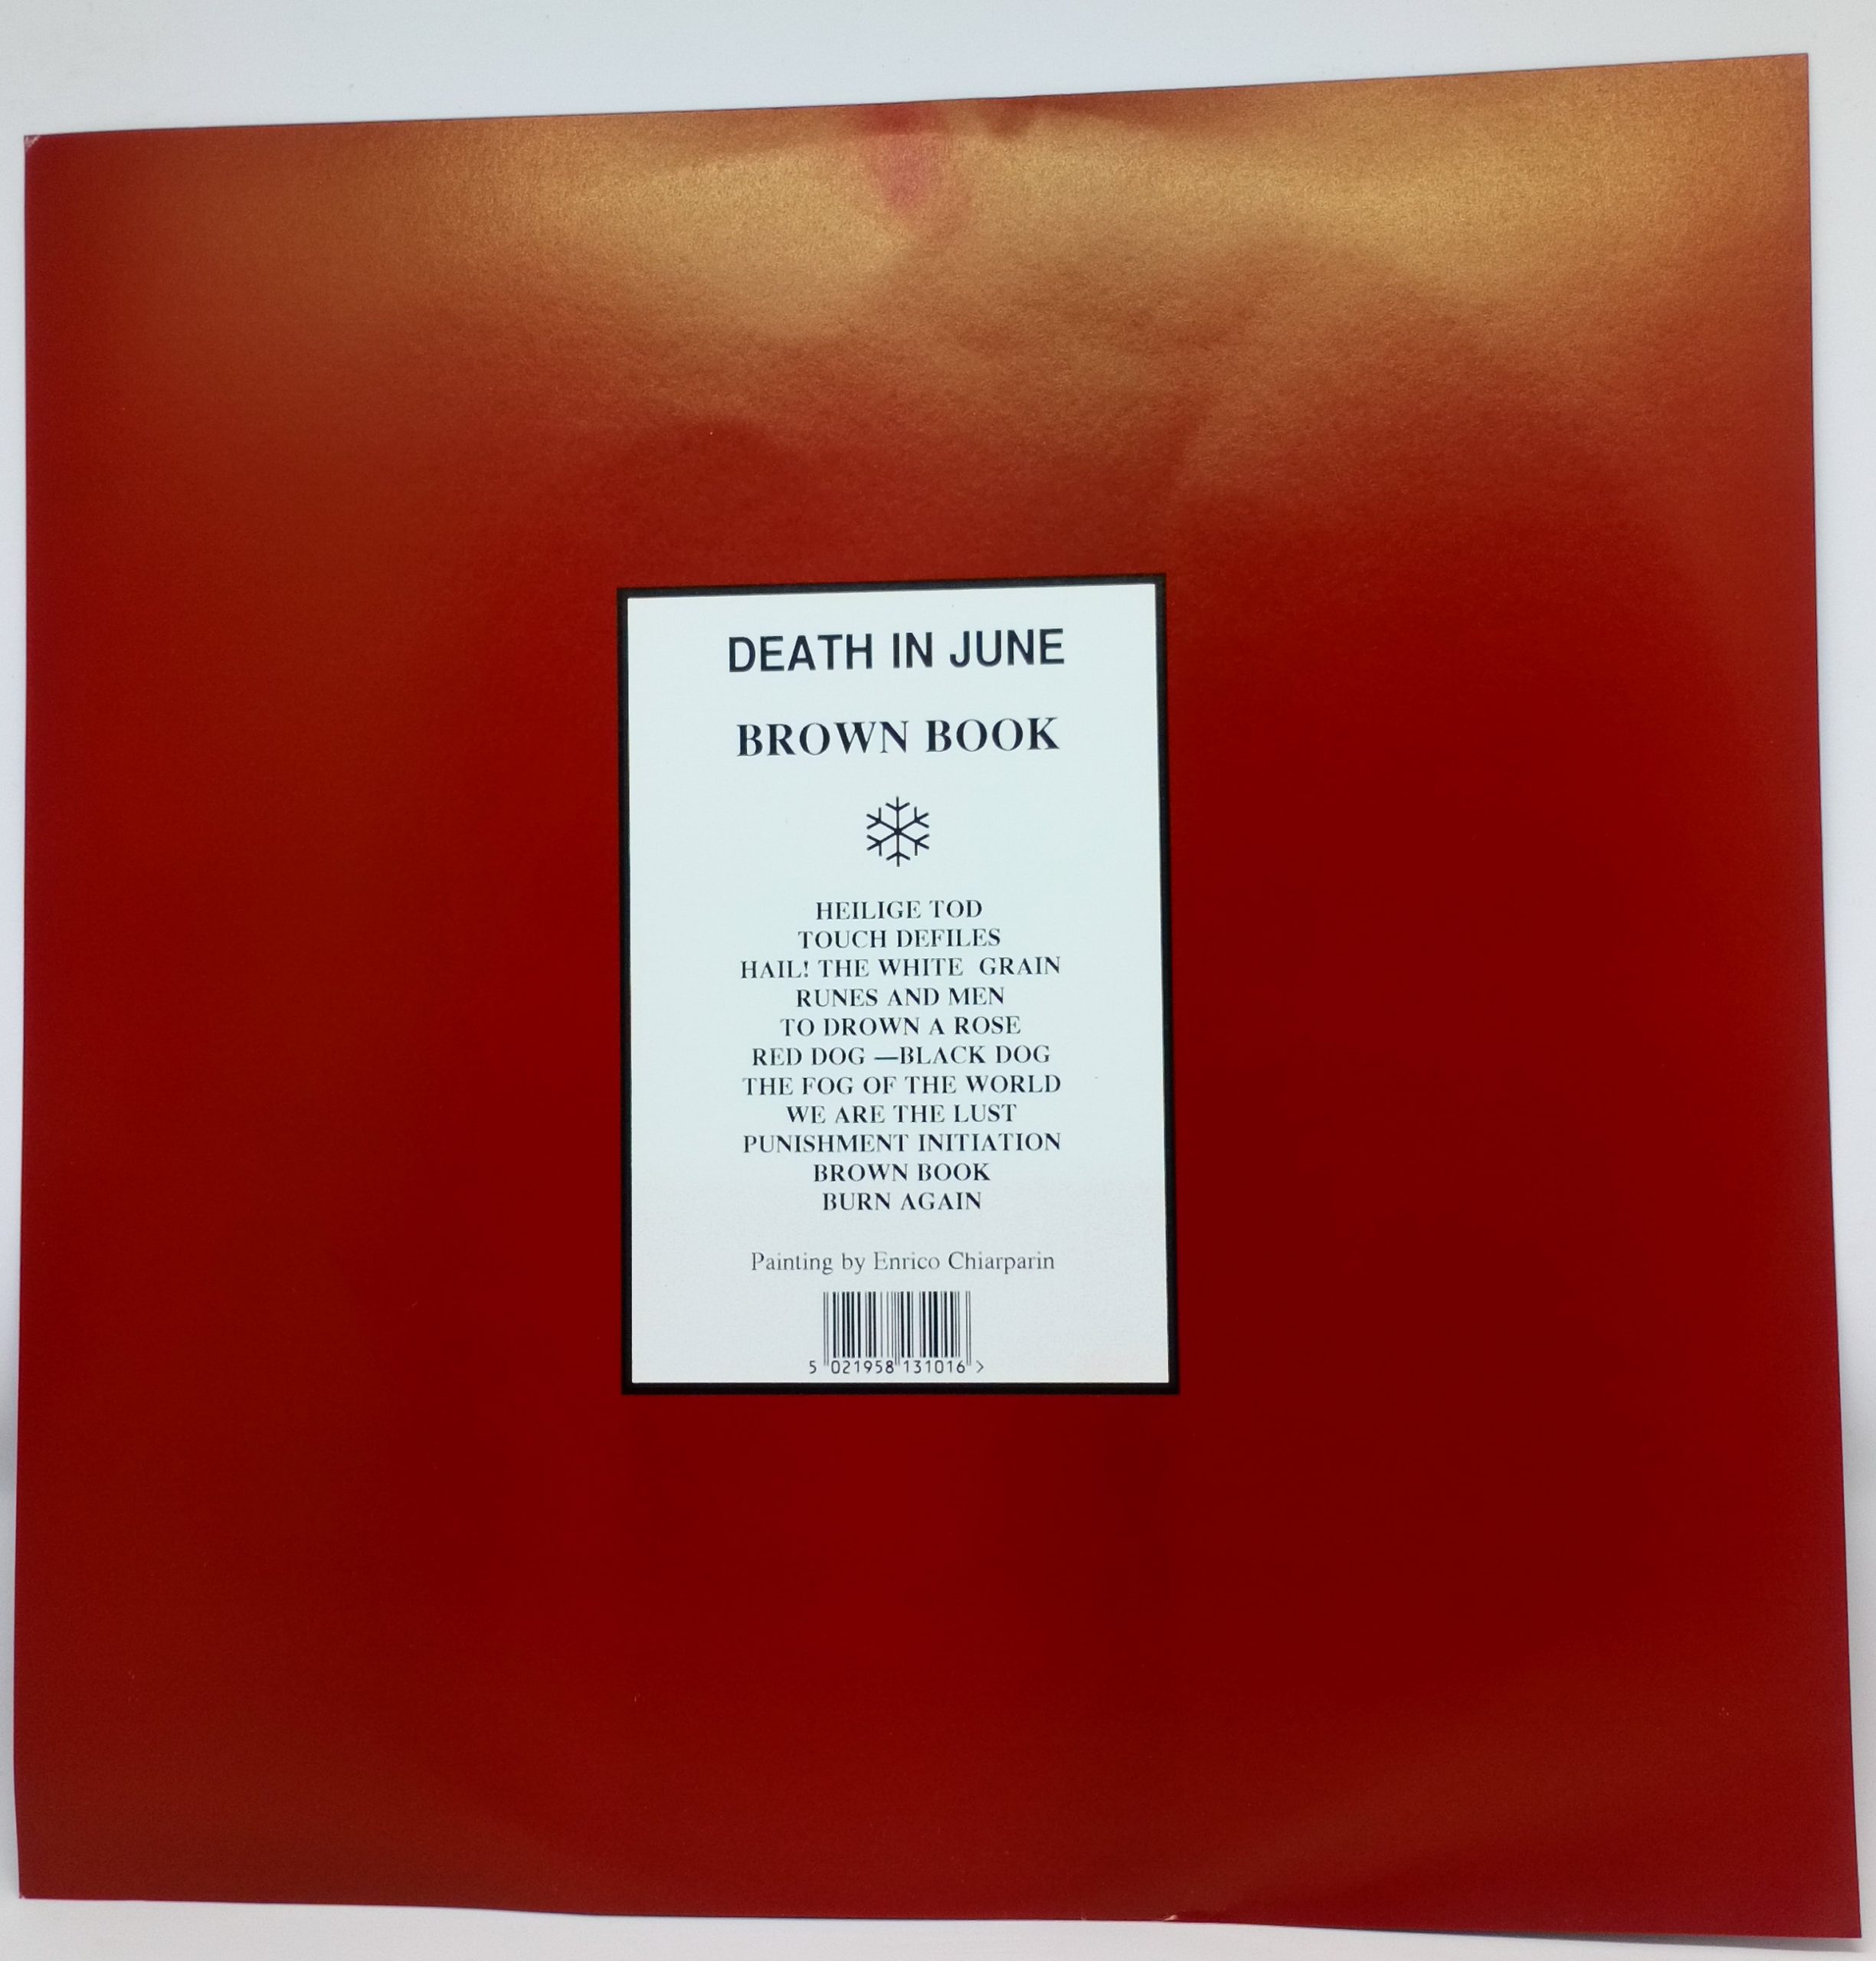 DEATH IN JUNE
BROWN BOOK
HEILIGE TOD
TOUCH DEFILES
HAIL! THE WHITE GRAIN
RUNES AND MEN
TO DROWN A ROSE
RED DOG —BLACK DOG
THE FOG OF THE WORLD
WE ARE THE LUST
PUNISHMENT INITIATION
BROWN BOOK
BURN AGAIN
Painting by Enrico Chiarparin
5 021958 131016 >